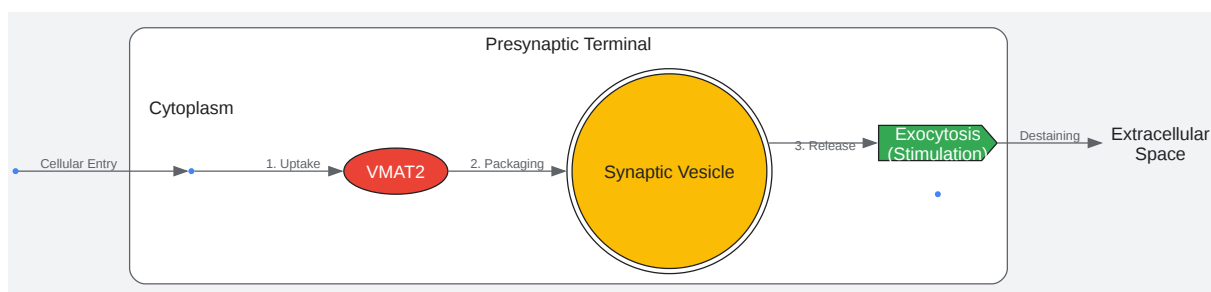 Presynaptic Terminal
Cytoplasm
Cellular Entry
1. Uptake
VMAT2
2. Packaging
Synaptic Vesicle
3. Release
Exocytosis
(Stimulation)
Destaining
Extracellular
Space